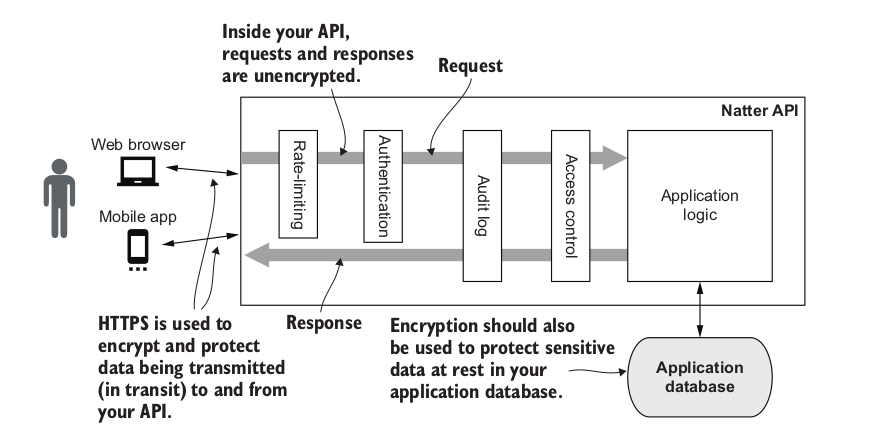 Inside your API,
requests and responses
are unencrypted.
Request
Natter API
Web browser
Mobile app
Rate-limiting
Authentication
Audit log
Access control
Application
logic
HTTPS is used to
encrypt and protect
data being transmitted
(in transit) to and from
your API.
Response
Encryption should also
be used to protect sensitive
data at rest in your
application database.
Application
database